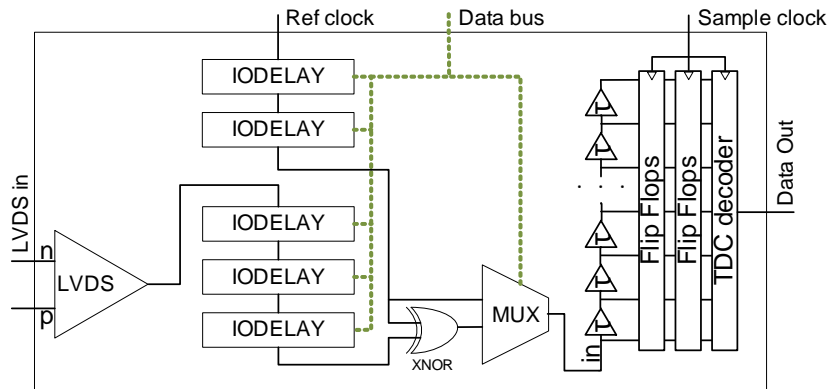 Ref clock
Data bus
Sample clock
IODELAY
IODELAY
IODELAY
IODELAY
IODELAY
LVDS in
n
p
LVDS
XNOR
MUX
in
τ
τ
. . .
τ
τ
τ
Flip Flops
Flip Flops
TDC decoder
Data Out